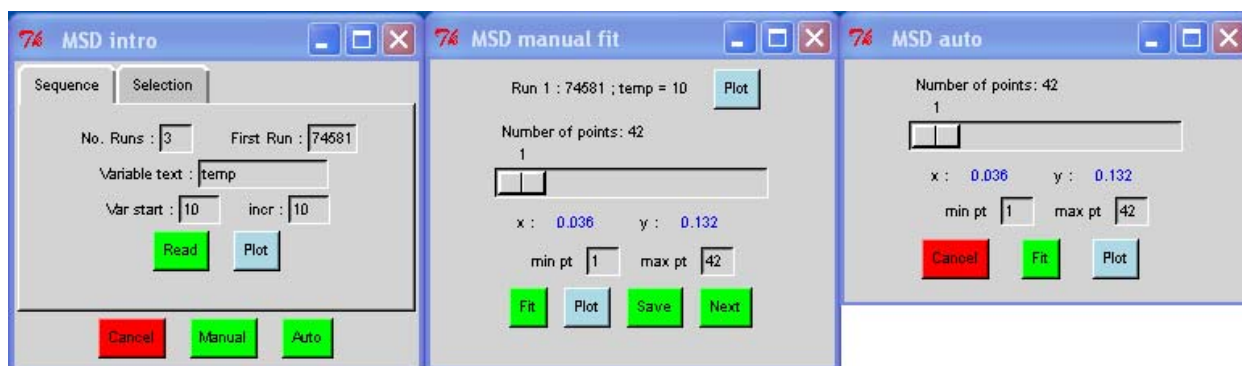 MSD intro
Sequence Selection
No. Runs : 3 First Run : 74581
Variable text : temp
Var start : 10 incr : 10
Read Plot
Cancel Manual Auto
MSD manual fit
Run 1 : 74581 ; temp = 10 Plot
Number of points: 42
1
x : 0.036 y : 0.132
min pt 1 max pt 42
Fit Plot Save Next
MSD auto
Number of points: 42
1
x : 0.036 y : 0.132
min pt 1 max pt 42
Cancel Fit Plot